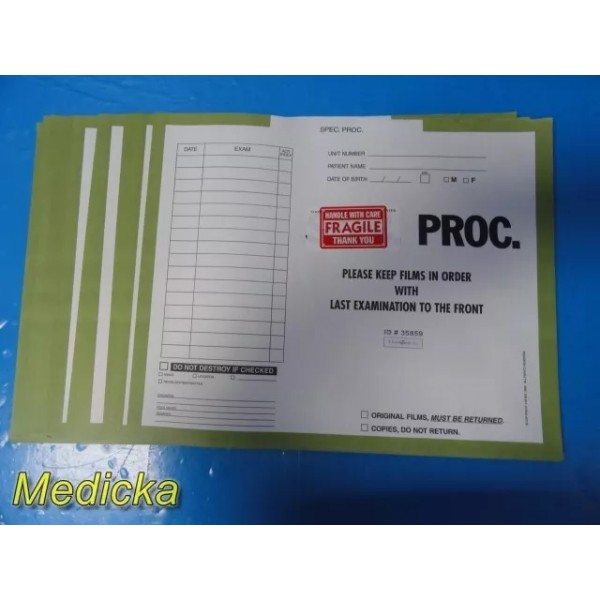 SPEC. PROC.
DATE EXAM
UNIT NUMBER
PATIENT NAME
DATE OF BIRTH / / M F
HANDLE WITH CARE
FRAGILE
THANK YOU
PROC.
PLEASE KEEP FILMS IN ORDER
WITH
LAST EXAMINATION TO THE FRONT
ID # 35859
DO NOT DESTROY IF CHECKED
ORIGINAL FILMS, MUST BE RETURNED.
COPIES, DO NOT RETURN.
Medicka